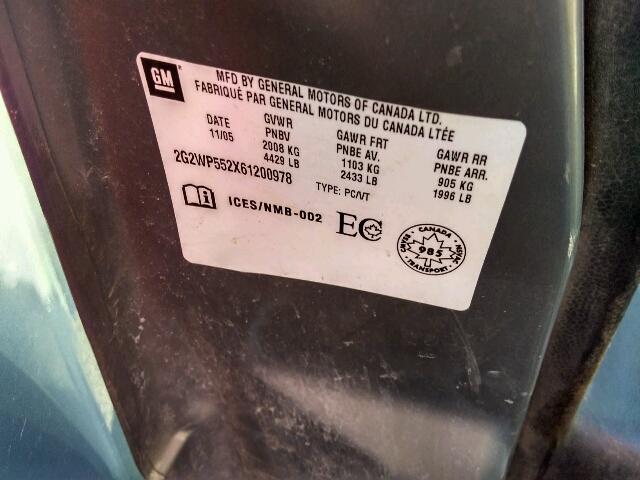 GM
MFD BY GENERAL MOTORS OF CANADA LTD.
FABRIQUÉ PAR GENERAL MOTORS DU CANADA LTÉE
DATE GVWR GAWR FRT GAWR RR
11/05 PNBV PNBE AV. PNBE ARR.
2008 KG 1103 KG 905 KG
4429 LB 2433 LB 1996 LB
2G2WP552X61200978 TYPE: PC/VT
i ICES/NMB-002 EC
CANADA
985
TRANSPORT